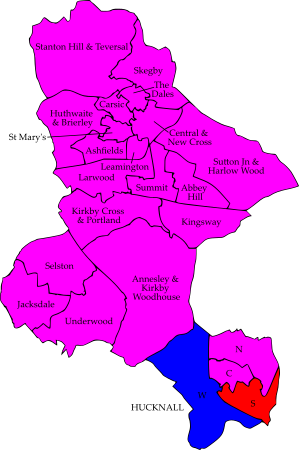 Stanton Hill & Teversal
Skegby
The
Dales
Carsic
Huthwaite
& Brierley
St Mary's
Central &
New Cross
Ashfields
Sutton Jn &
Harlow Wood
Leamington
Larwood
Summit
Abbey
Hill
Kirkby Cross
& Portland
Kingsway
Selston
Annesley &
Kirkby
Woodhouse
Jacksdale
Underwood
N
C
W
S
HUCKNALL